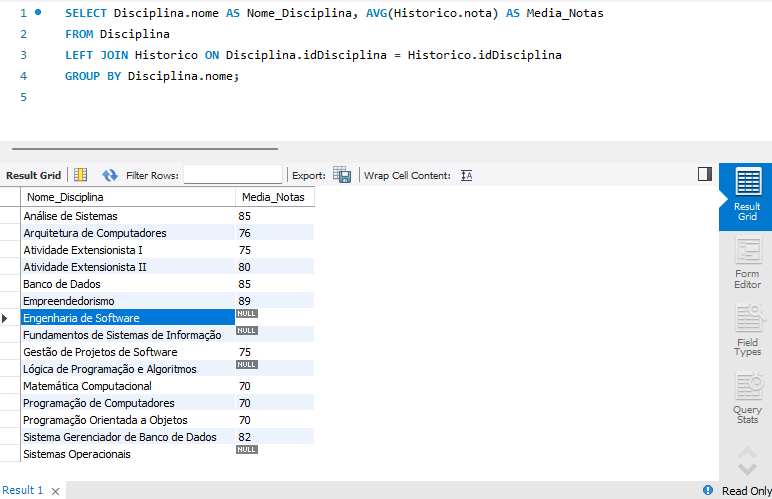 1 SELECT Disciplina.nome AS Nome_Disciplina, AVG(Historico.nota) AS Media_Notas
2 FROM Disciplina
3 LEFT JOIN Historico ON Disciplina.idDisciplina = Historico.idDisciplina
4 GROUP BY Disciplina.nome;
5
Result Grid Filter Rows: Export: Wrap Cell Content:
Nome_Disciplina Media_Notas
Análise de Sistemas 85
Arquitetura de Computadores 76
Atividade Extensionista I 75
Atividade Extensionista II 80
Banco de Dados 85
Empreendedorismo 89
Engenharia de Software NULL
Fundamentos de Sistemas de Informação NULL
Gestão de Projetos de Software 75
Lógica de Programação e Algoritmos NULL
Matemática Computacional 70
Programação de Computadores 70
Programação Orientada a Objetos 70
Sistema Gerenciador de Banco de Dados 82
Sistemas Operacionais NULL
Result
Grid
Form
Editor
Field
Types
Query
Stats
Result 1 Read Only